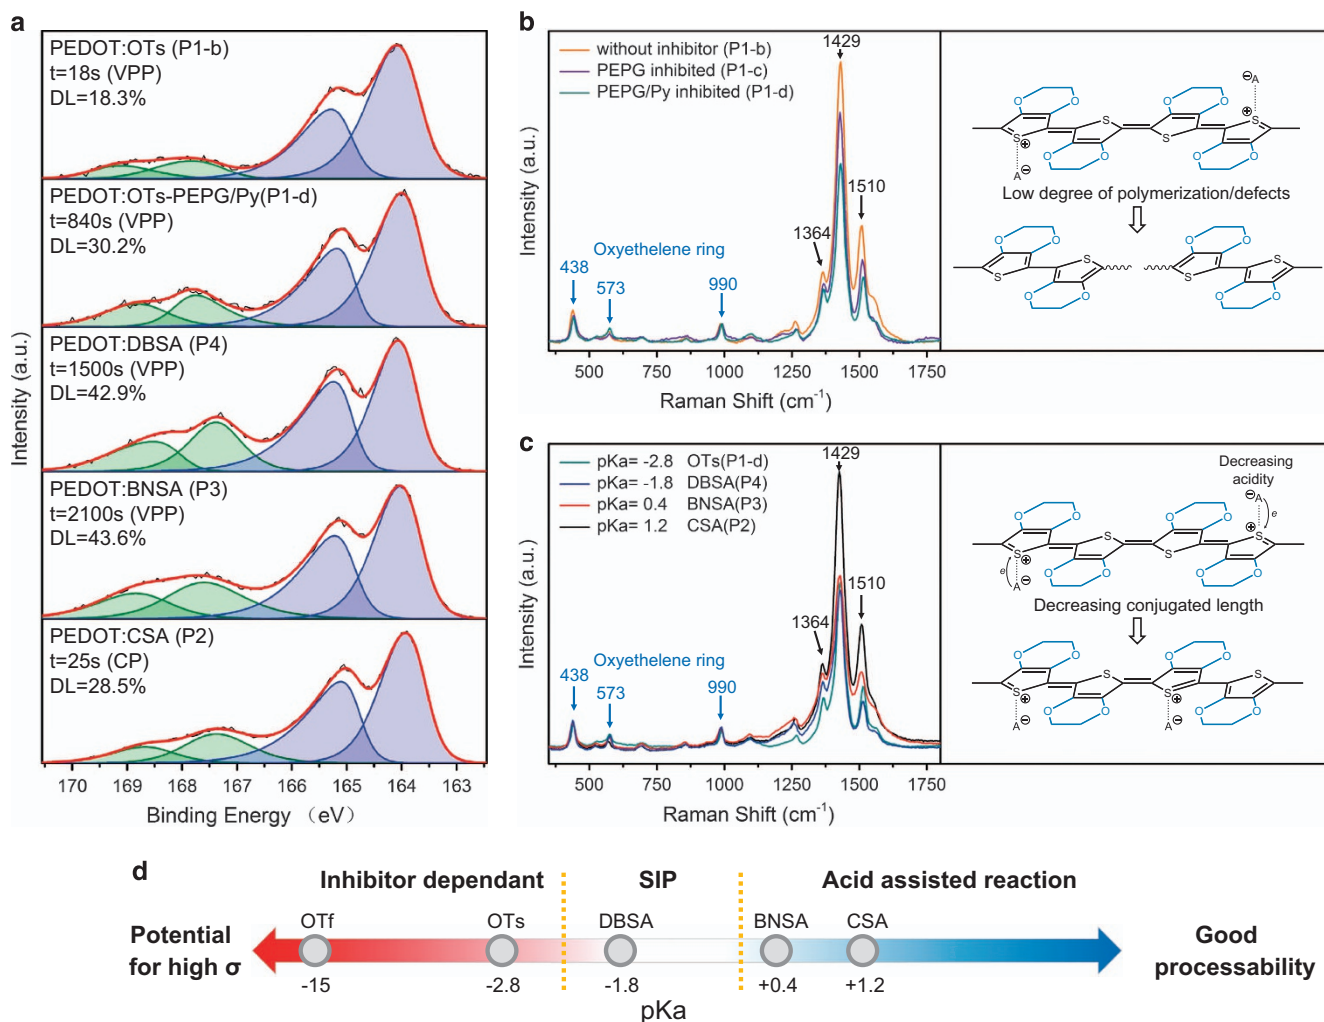 a
PEDOT:OTs (P1-b)
t=18s (VPP)
DL=18.3%
PEDOT:OTs-PEPG/Py(P1-d)
t=840s (VPP)
DL=30.2%
PEDOT:DBSA (P4)
t=1500s (VPP)
DL=42.9%
PEDOT:BNSA (P3)
t=2100s (VPP)
DL=43.6%
PEDOT:CSA (P2)
t=25s (CP)
DL=28.5%
Intensity (a.u.)
170 169 168 167 166 165 164 163
Binding Energy （eV）
b
without inhibitor (P1-b)
PEPG inhibited (P1-c)
PEPG/Py inhibited (P1-d)
1429
1510
1364
Oxyethelene ring
438
573
990
Intensity (a.u.)
500 750 1000 1250 1500 1750
Raman Shift (cm-1)
O O O O
S S S S
⊕ ⊕
A⊖ ⊖A
O O O O
Low degree of polymerization/defects
O O O O
S S S S
O O O O
c
pKa= -2.8 OTs(P1-d)
pKa= -1.8 DBSA(P4)
pKa= 0.4 BNSA(P3)
pKa= 1.2 CSA(P2)
1429
1510
1364
Oxyethelene ring
438
573
990
Intensity (a.u.)
500 750 1000 1250 1500 1750
Raman Shift (cm-1)
Decreasing
acidity
⊖A
e
O O O O
S S S S
⊕ ⊕
e
A⊖
O O O O
Decreasing conjugated length
O O O O
S S S S
⊕ ⊕
A⊖ A⊖
O O O O
d
Inhibitor dependant SIP Acid assisted reaction
OTf OTs DBSA BNSA CSA
Potential
for high σ
Good
processability
-15 -2.8 -1.8 +0.4 +1.2
pKa